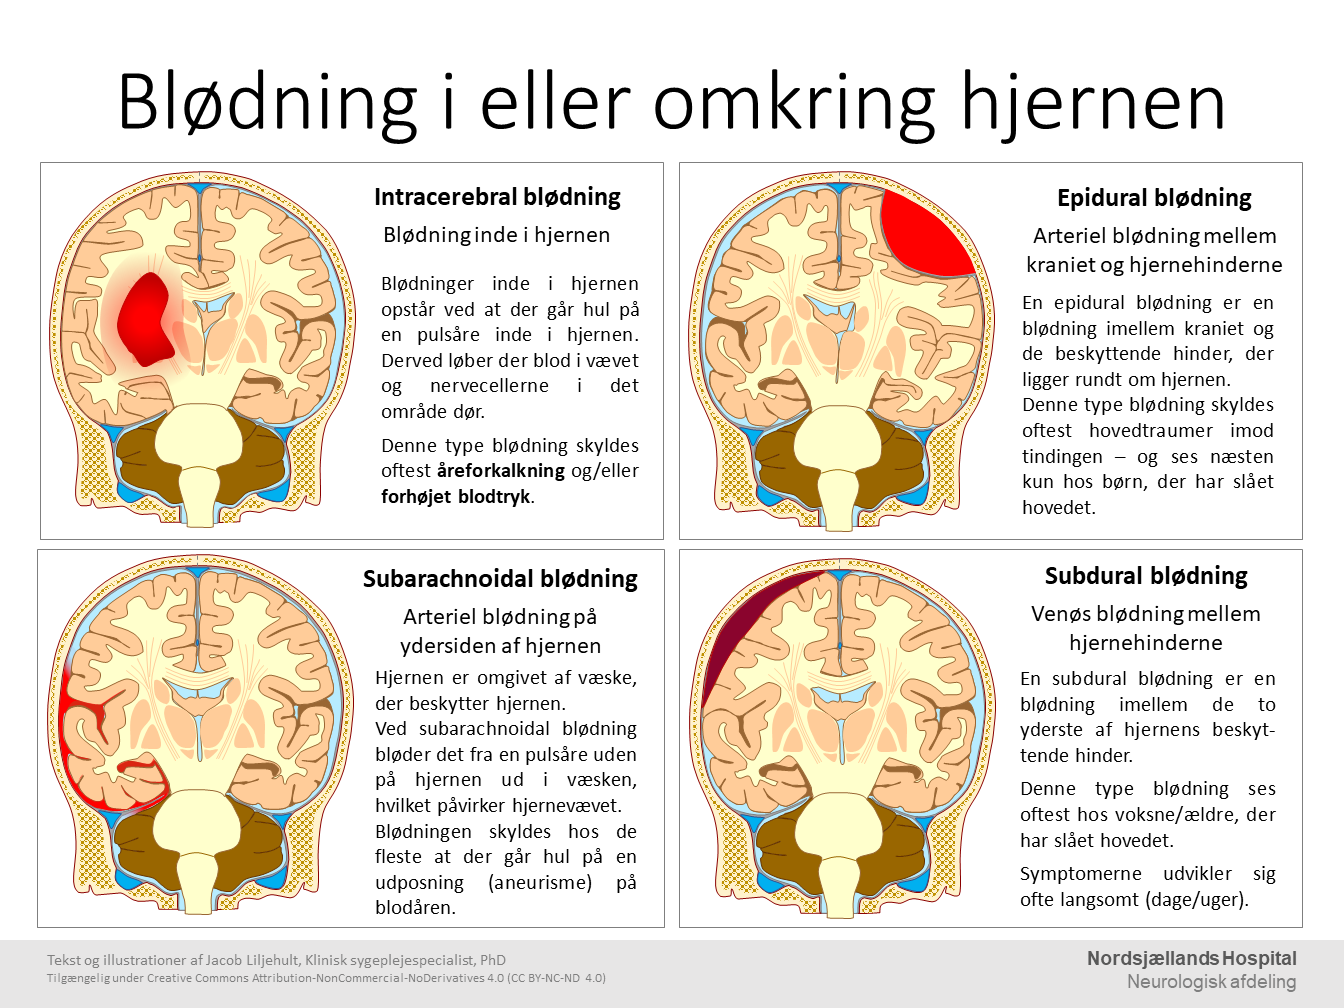 Blødning i eller omkring hjernen
Intracerebral blødning
Blødning inde i hjernen
Blødninger inde i hjernen
opstår ved at der går hul på
en pulsåre inde i hjernen.
Derved løber der blod i vævet
og nervecellerne i det
område dør.
Denne type blødning skyldes
oftest åreforkalkning og/eller
forhøjet blodtryk.
Epidural blødning
Arteriel blødning mellem
kraniet og hjernehinderne
En epidural blødning er en
blødning imellem kraniet og
de beskyttende hinder, der
ligger rundt om hjernen.
Denne type blødning skyldes
oftest hovedtraumer imod
tindingen – og ses næsten
kun hos børn, der har slået
hovedet.
Subarachnoidal blødning
Arteriel blødning på
ydersiden af hjernen
Hjernen er omgivet af væske,
der beskytter hjernen.
Ved subarachnoidal blødning
bløder det fra en pulsåre uden
på hjernen ud i væsken,
hvilket påvirker hjernevævet.
Blødningen skyldes hos de
fleste at der går hul på en
udposning (aneurisme) på
blodåren.
Subdural blødning
Venøs blødning mellem
hjernehinderne
En subdural blødning er en
blødning imellem de to
yderste af hjernens beskyt-
tende hinder.
Denne type blødning ses
oftest hos voksne/ældre, der
har slået hovedet.
Symptomerne udvikler sig
ofte langsomt (dage/uger).
Tekst og illustrationer af Jacob Liljehult, Klinisk sygeplejespecialist, PhD
Tilgængelig under Creative Commons Attribution-NonCommercial-NoDerivatives 4.0 (CC BY-NC-ND 4.0)
Nordsjællands Hospital
Neurologisk afdeling